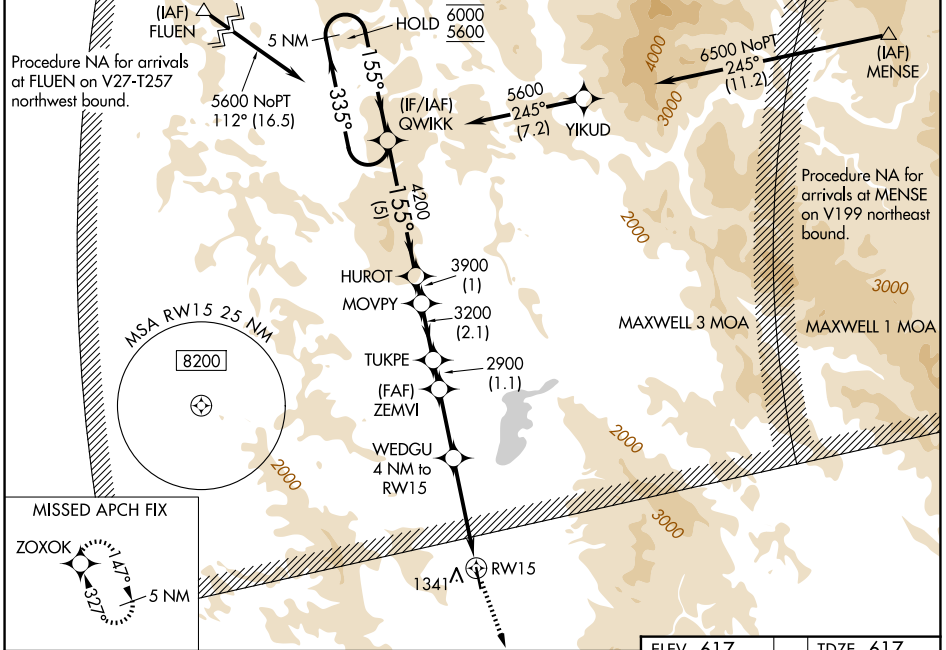 (IAF)
FLUEN
Procedure NA for arrivals
at FLUEN on V27-T257
northwest bound.
5600 NoPT
112° (16.5)
5 NM
HOLD
6000
5600
155°
335°
(IF/IAF)
QWIKK
5600
245°
(7.2)
YIKUD
6500 NoPT
245°
(11.2)
(IAF)
MENSE
4000
3000
Procedure NA for
arrivals at MENSE
on V199 northeast
bound.
4200
155°
(5)
2000
HUROT
3900
(1)
MOVPY
3200
(2.1)
3000
MAXWELL 3 MOA
MAXWELL 1 MOA
MSA RW15 25 NM
8200
TUKPE
2900
(1.1)
(FAF)
ZEMVI
WEDGU
4 NM to
RW15
2000
2000
3000
MISSED APCH FIX
ZOXOK
147°
327°
5 NM
1341
RW15
ELEV 617
TDZE 617